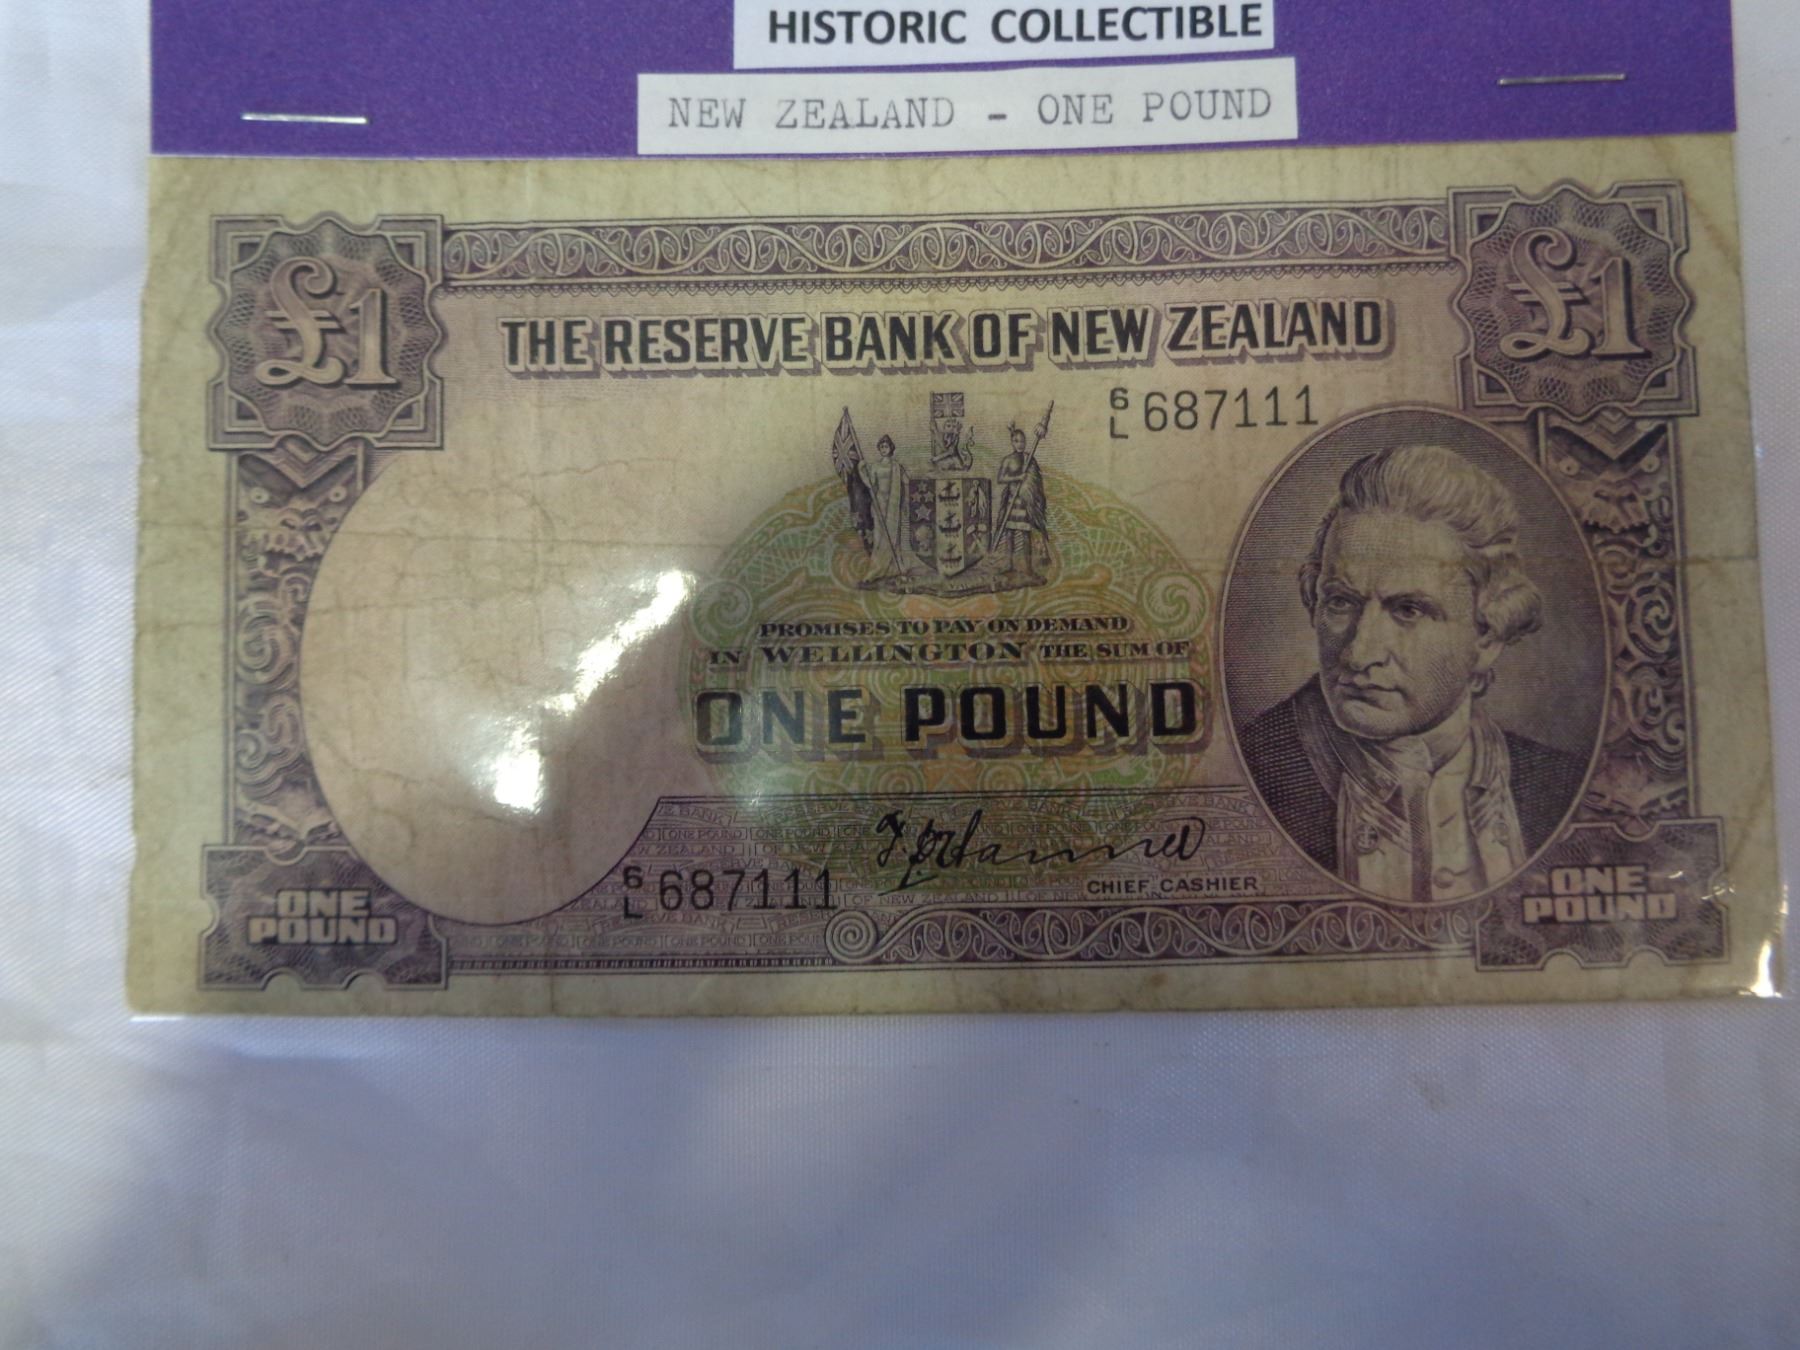 HISTORIC COLLECTIBLE
NEW ZEALAND - ONE POUND
£1
£1
THE RESERVE BANK OF NEW ZEALAND
6/L 687111
PROMISES TO PAY ON DEMAND
IN WELLINGTON THE SUM OF
ONE POUND
6/L 687111
CHIEF CASHIER
ONE
POUND
ONE
POUND